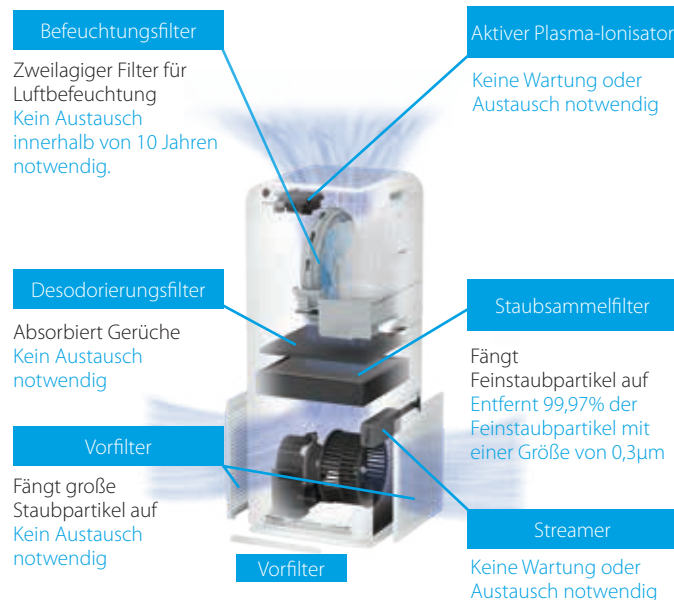 Befeuchtungsfilter
Zweilagiger Filter für
Luftbefeuchtung
Kein Austausch
innerhalb von 10 Jahren
notwendig.
Aktiver Plasma-Ionisator
Keine Wartung oder
Austausch notwendig
Desodorierungsfilter
Absorbiert Gerüche
Kein Austausch
notwendig
Staubsammelfilter
Fängt
Feinstaubpartikel auf
Entfernt 99,97% der
Feinstaubpartikel mit
einer Größe von 0,3µm
Vorfilter
Fängt große
Staubpartikel auf
Kein Austausch
notwendig
Vorfilter
Streamer
Keine Wartung oder
Austausch notwendig